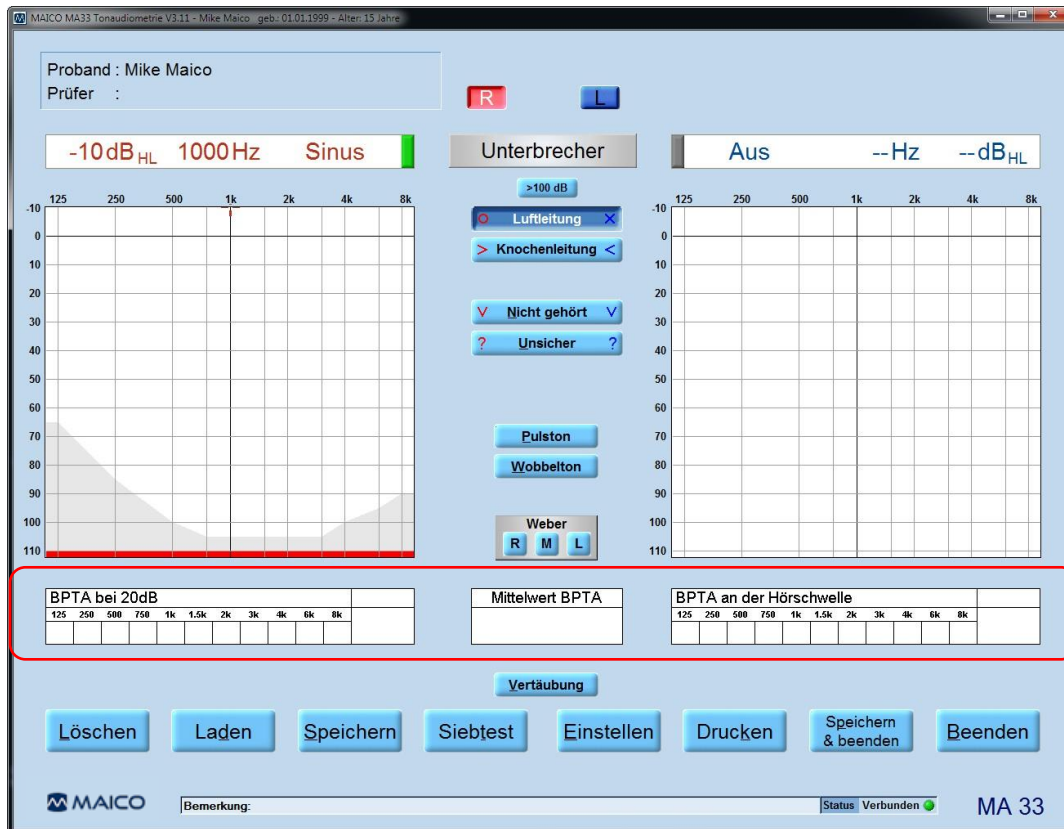 MAICO MA33 Tonaudiometrie V3.11 - Mike Maico geb.: 01.01.1999 - Alter: 15 Jahre
Proband : Mike Maico
Prüfer :
R L
-10 dB HL 1000 Hz Sinus
Unterbrecher
Aus --Hz --dB HL
>100 dB
Luftleitung
> Knochenleitung <
V Nicht gehört V
? Unsicher ?
Pulston
Wobbelton
Weber
R M L
125 250 500 1k 2k 4k 8k
-10
0
10
20
30
40
50
60
70
80
90
100
110
125 250 500 1k 2k 4k 8k
-10
0
10
20
30
40
50
60
70
80
90
100
110
BPTA bei 20dB
125 250 500 750 1k 1.5k 2k 3k 4k 6k 8k
Mittelwert BPTA
BPTA an der Hörschwelle
125 250 500 750 1k 1.5k 2k 3k 4k 6k 8k
Vertäubung
Löschen
Laden
Speichern
Siebtest
Einstellen
Drucken
Speichern
& beenden
Beenden
MAICO
Bemerkung:
Status Verbunden
MA 33